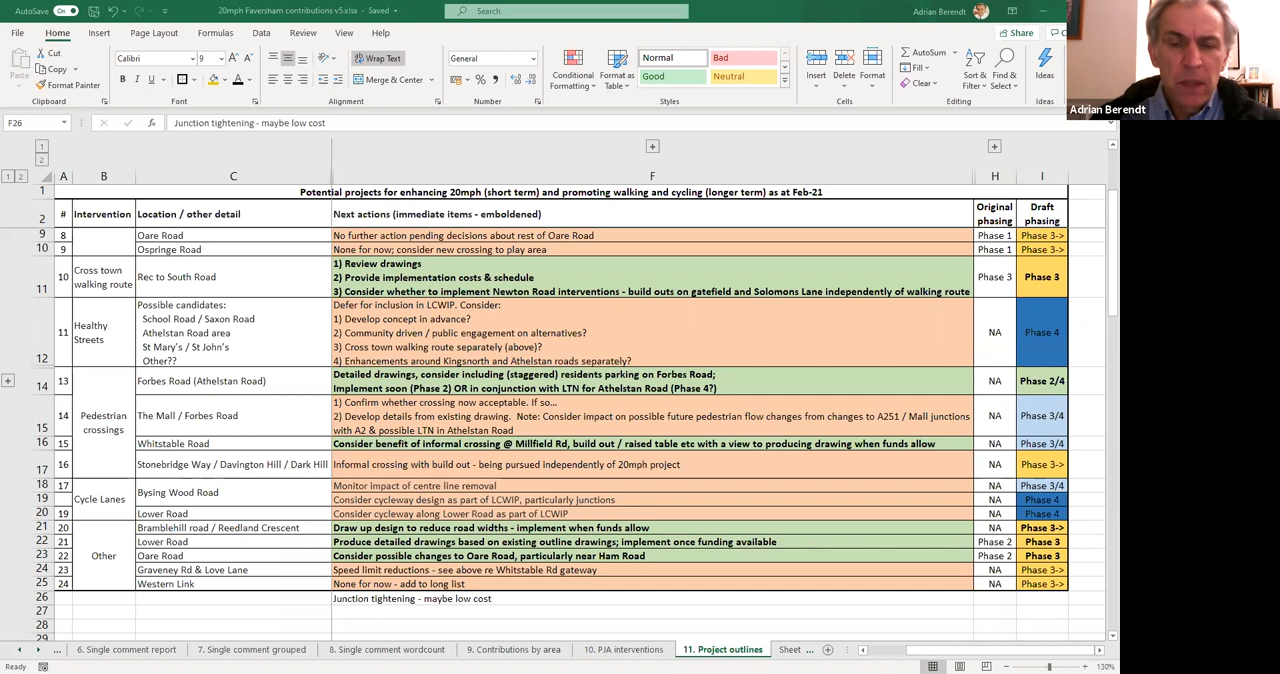 AutoSave On 20mph Faversham contributions v5.xlsx - Saved Search Adrian Berendt
File Home Insert Page Layout Formulas Data Review View Help Share
Paste Cut Copy Format Painter Clipboard
Calibri 9 B I U A Font
Wrap Text Merge & Center Alignment
General % Number
Conditional Formatting Format as Table Normal Bad Good Neutral Styles
Insert Delete Format Cells
AutoSum Fill Clear Sort & Filter Find & Select Editing
Ideas Ideas
Adrian Berendt
F26 fx Junction tightening - maybe low cost
1
2
1 2 A B C F H I
1 Potential projects for enhancing 20mph (short term) and promoting walking and cycling (longer term) as at Feb-21
2 # Intervention Location / other detail Next actions (immediate items - emboldened) Original phasing Draft phasing
9 8 Oare Road No further action pending decisions about rest of Oare Road Phase 1 Phase 3->
10 9 Ospringe Road None for now; consider new crossing to play area Phase 1 Phase 3->
11 10 Cross town walking route Rec to South Road 1) Review drawings
2) Provide implementation costs & schedule Phase 3 Phase 3
3) Consider whether to implement Newton Road interventions - build outs on gatefield and Solomons Lane independently of walking route
12 11 Healthy Streets Possible candidates: Defer for inclusion in LCWIP. Consider:
School Road / Saxon Road 1) Develop concept in advance?
Athelstan Road area 2) Community driven / public engagement on alternatives? NA Phase 4
St Mary's / St John's 3) Cross town walking route separately (above)?
Other?? 4) Enhancements around Kingsnorth and Athelstan roads separately?
14 13 Forbes Road (Athelstan Road) Detailed drawings, consider including (staggered) residents parking on Forbes Road; NA Phase 2/4
Implement soon (Phase 2) OR in conjunction with LTN for Athelstan Road (Phase 4?)
15 14 Pedestrian crossings The Mall / Forbes Road 1) Confirm whether crossing now acceptable. If so...
2) Develop details from existing drawing. Note: Consider impact on possible future pedestrian flow changes from changes to A251 / Mall junctions NA Phase 3/4
with A2 & possible LTN in Athelstan Road
16 15 Whitstable Road Consider benefit of informal crossing @ Millfield Rd, build out / raised table etc with a view to producing drawing when funds allow NA Phase 3/4
17 16 Stonebridge Way / Davington Hill / Dark Hill Informal crossing with build out - being pursued independently of 20mph project NA Phase 3->
18 17 Cycle Lanes Bysing Wood Road Monitor impact of centre line removal NA Phase 3/4
19 Consider cycleway design as part of LCWIP, particularly junctions NA Phase 4
20 19 Lower Road Consider cycleway along Lower Road as part of LCWIP NA Phase 4
21 20 Other Bramblehill road / Reedland Crescent Draw up design to reduce road widths - implement when funds allow NA Phase 3->
22 21 Lower Road Produce detailed drawings based on existing outline drawings; implement once funding available Phase 2 Phase 3
23 22 Oare Road Consider possible changes to Oare Road, particularly near Ham Road Phase 2 Phase 3
24 23 Graveney Rd & Love Lane Speed limit reductions - see above re Whitstable Rd gateway NA Phase 3->
25 24 Western Link None for now - add to long list NA Phase 3->
26 Junction tightening - maybe low cost
27
28
29
... 6. Single comment report 7. Single comment grouped 8. Single comment wordcount 9. Contributions by area 10. PJA interventions 11. Project outlines Sheet ...
Ready 130%